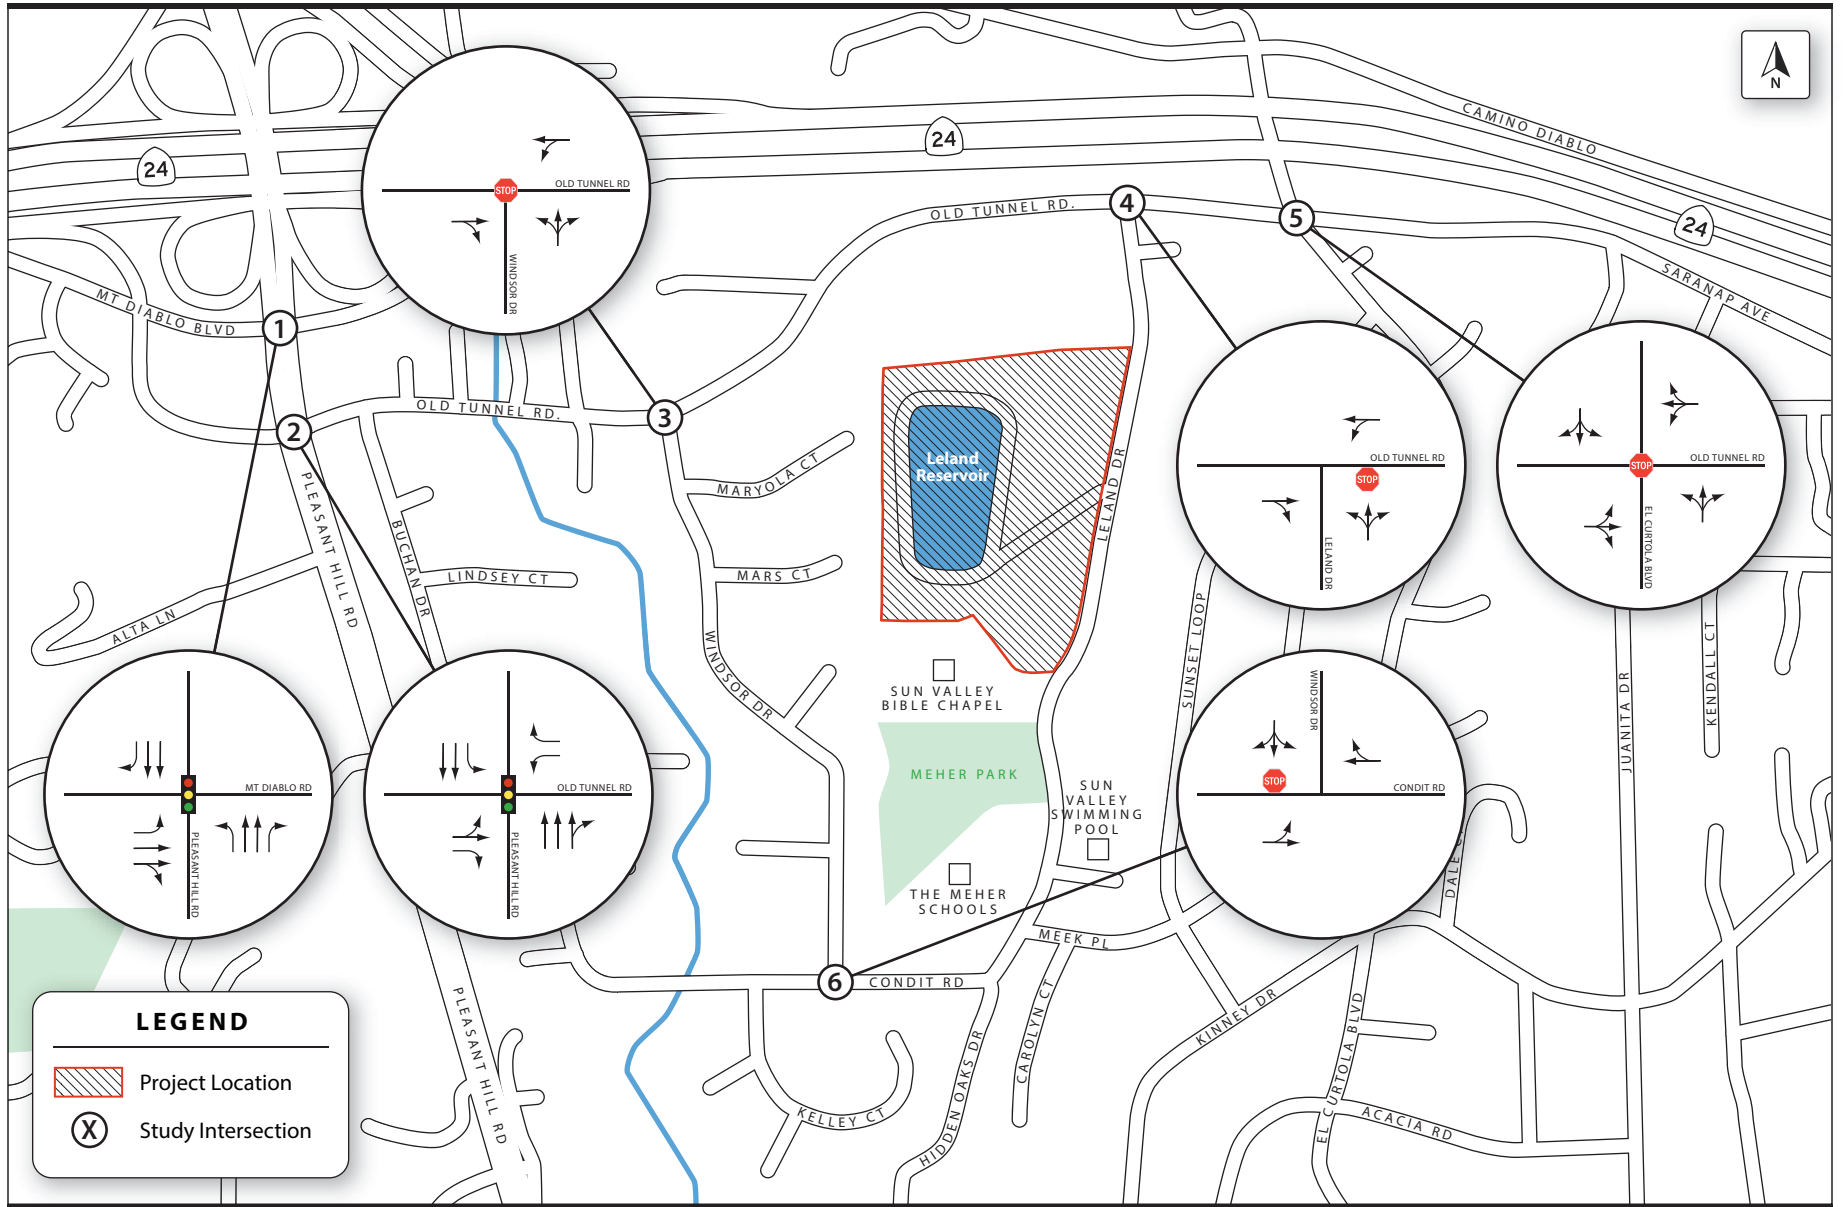 N
CAMINO DIABLO
24
24
24
OLD TUNNEL RD
STOP
WINDSOR DR
OLD TUNNEL RD.
4
5
SARANAP AVE
MT DIABLO BLVD
1
2
OLD TUNNEL RD.
3
MARYOLA CT
Leland
Reservoir
LELAND DR
OLD TUNNEL RD
STOP
LELAND DR
OLD TUNNEL RD
STOP
EL CURTOLA BLVD
PLEASANT HILL RD
BUCHAN DR
LINDSEY CT
MARS CT
ALTA LN
WINDSOR DR
SUNSET LOOP
JUANITA DR
KENDALL CT
SUN VALLEY
BIBLE CHAPEL
MEHER PARK
SUN
VALLEY
SWIMMING
POOL
THE MEHER
SCHOOLS
WINDSOR DR
STOP
CONDIT RD
MT DIABLO RD
PLEASANT HILL RD
OLD TUNNEL RD
PLEASANT HILL RD
MEEK PL
6
CONDIT RD
CAROLYN CT
KINNEY DR
EL CURTOLA BLVD
ACACIA RD
HIDDEN OAKS DR
KELLEY CT
PLEASANT HILL RD
LEGEND
Project Location
X
Study Intersection